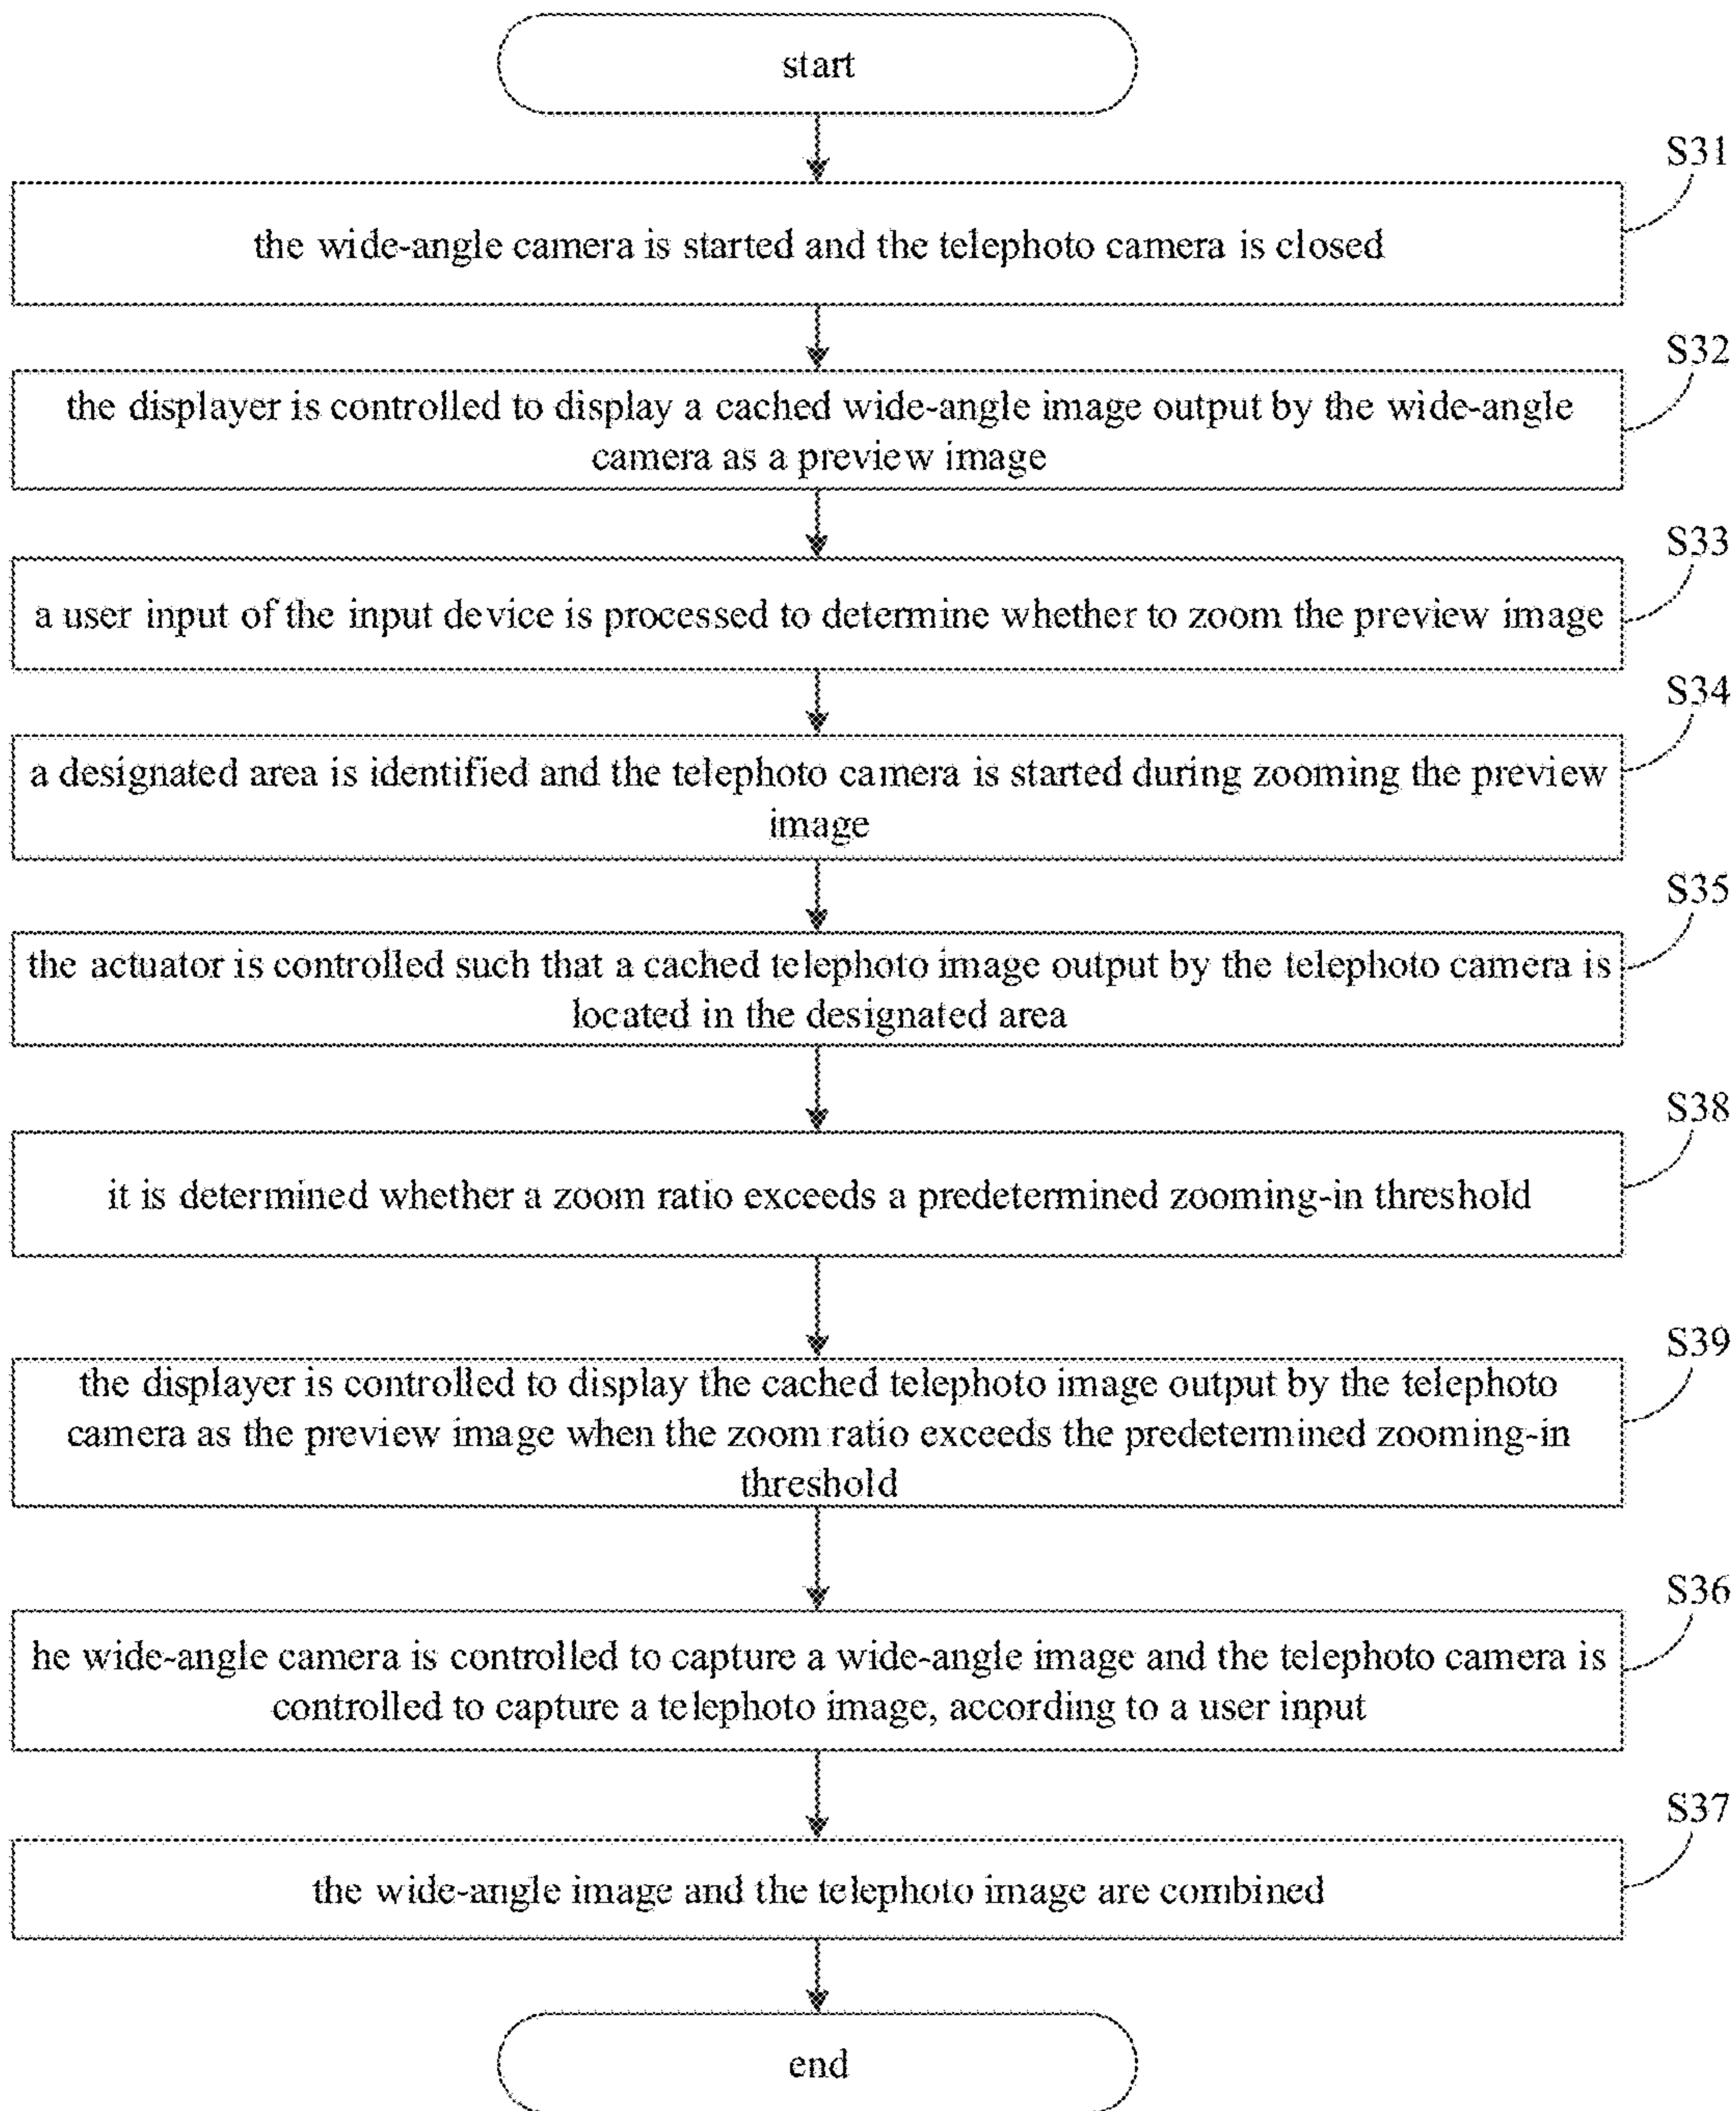 start
S31
the wide-angle camera is started and the telephoto camera is closed
S32
the displayer is controlled to display a cached wide-angle image output by the wide-angle
camera as a preview image
S33
a user input of the input device is processed to determine whether to zoom the preview image
S34
a designated area is identified and the telephoto camera is started during zooming the preview
image
S35
the actuator is controlled such that a cached telephoto image output by the telephoto camera is
located in the designated area
S38
it is determined whether a zoom ratio exceeds a predetermined zooming-in threshold
S39
the displayer is controlled to display the cached telephoto image output by the telephoto
camera as the preview image when the zoom ratio exceeds the predetermined zooming-in
threshold
S36
he wide-angle camera is controlled to capture a wide-angle image and the telephoto camera is
controlled to capture a telephoto image, according to a user input
S37
the wide-angle image and the telephoto image are combined
end